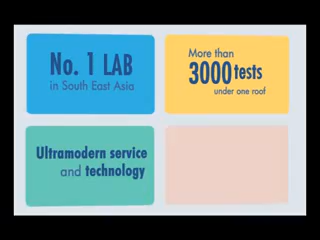 No. 1 LAB
in South East Asia
More than
3000 tests
under one roof
Ultramodern service
and technology